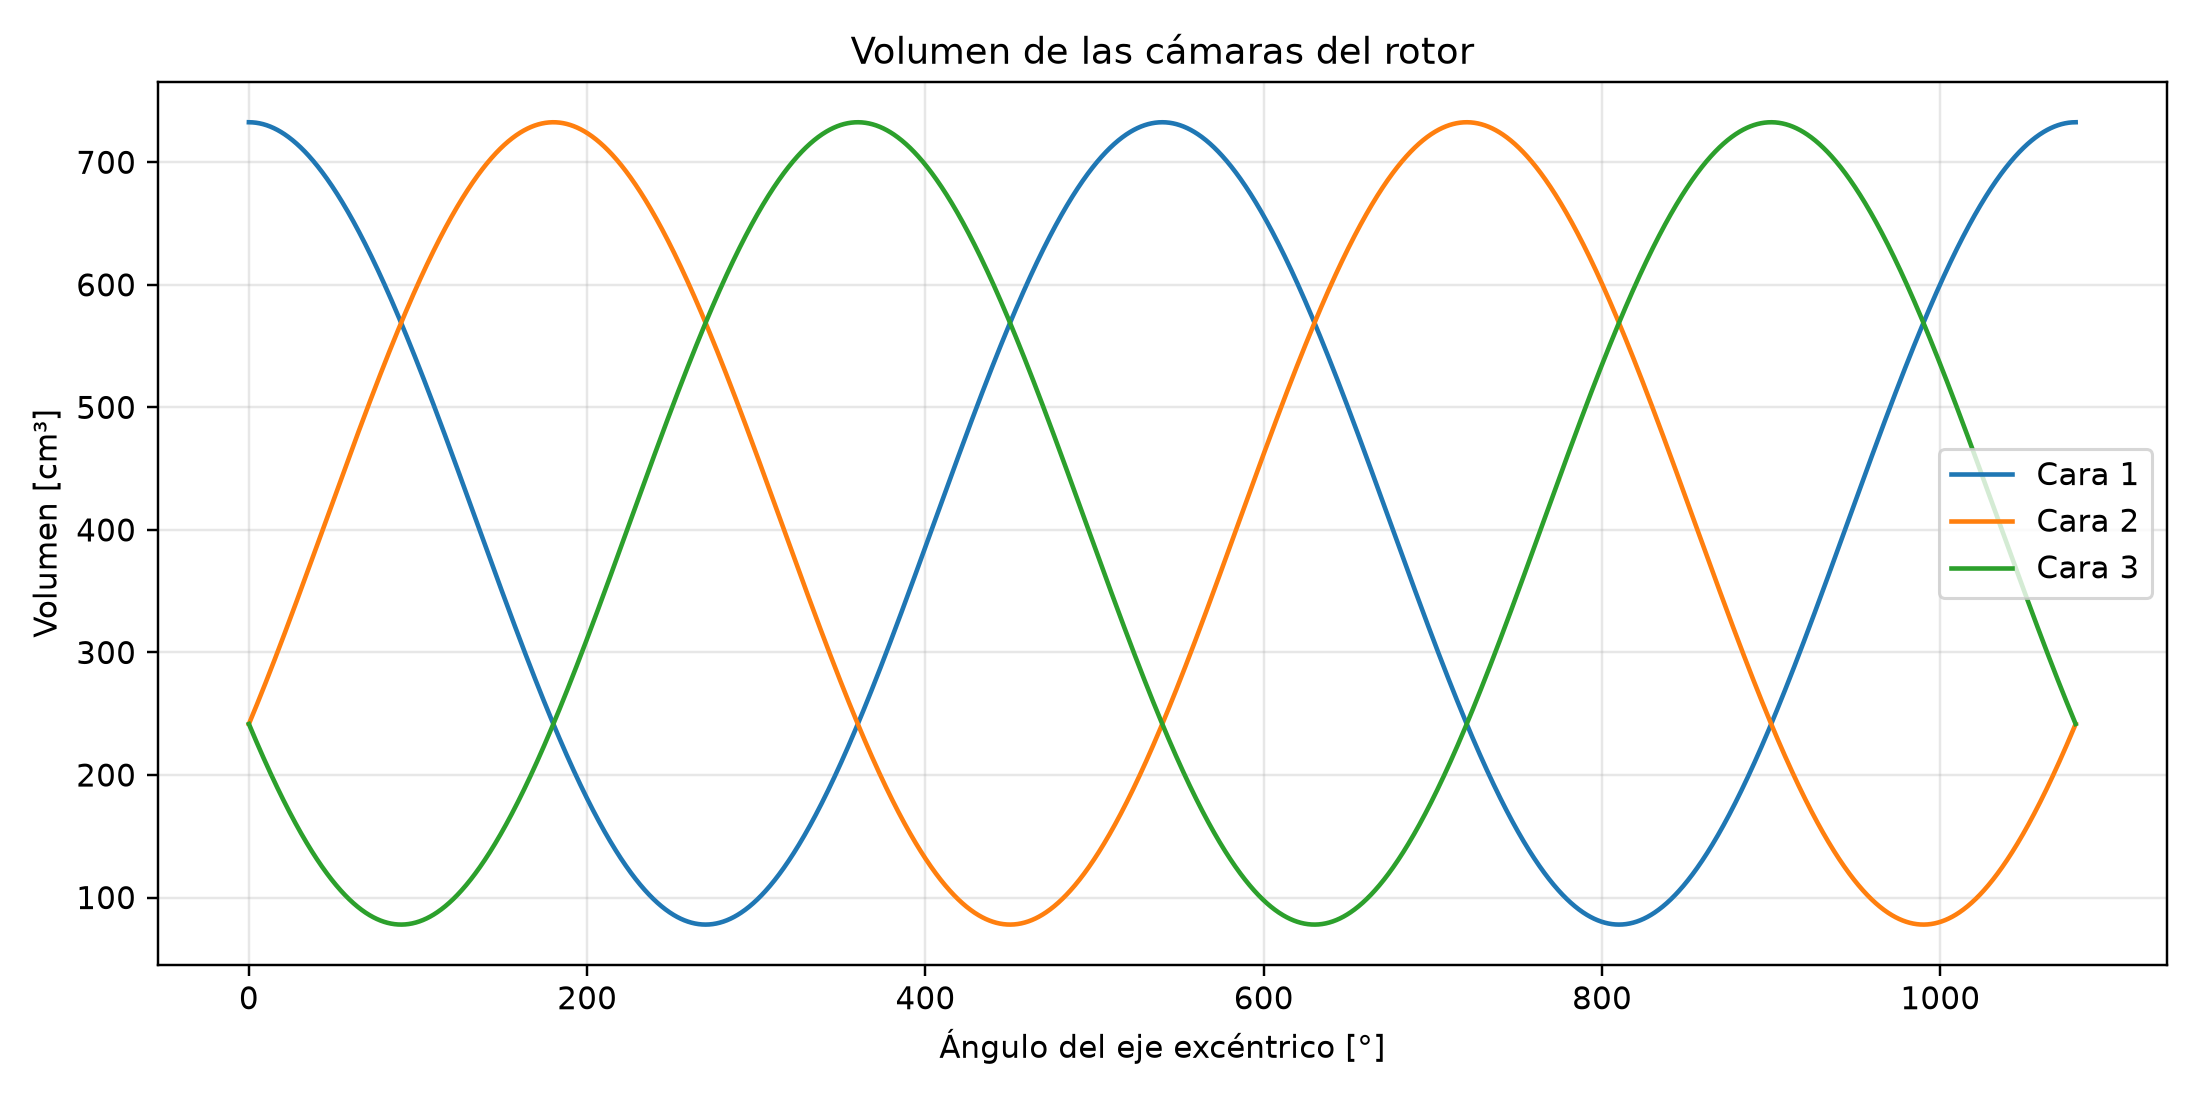 Volumen de las cámaras del rotor
Volumen [cm³]
700
600
500
400
300
200
100
0 200 400 600 800 1000
Ángulo del eje excéntrico [°]
Cara 1
Cara 2
Cara 3